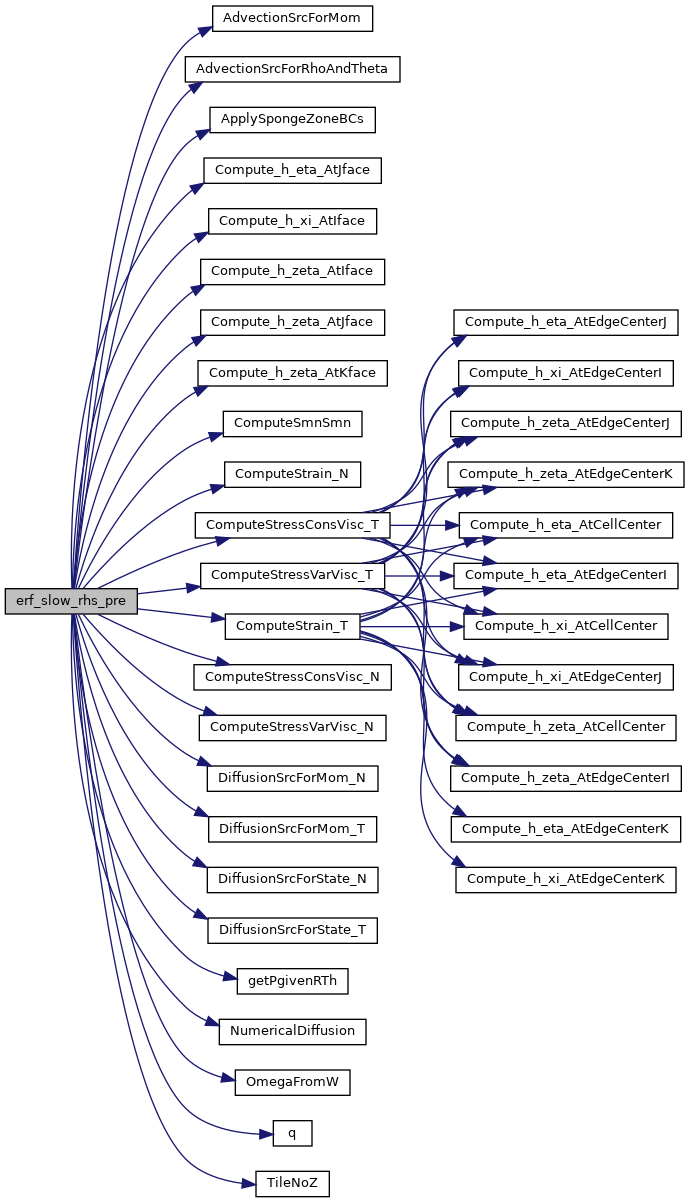 AdvectionSrcForMom
AdvectionSrcForRhoAndTheta
ApplySpongeZoneBCs
Compute_h_eta_AtJface
Compute_h_xi_AtIface
Compute_h_zeta_AtIface
Compute_h_zeta_AtJface
Compute_h_zeta_AtKface
ComputeSmnSmn
ComputeStrain_N
ComputeStressConsVisc_T
ComputeStressVarVisc_T
erf_slow_rhs_pre
ComputeStrain_T
ComputeStressConsVisc_N
ComputeStressVarVisc_N
DiffusionSrcForMom_N
DiffusionSrcForMom_T
DiffusionSrcForState_N
DiffusionSrcForState_T
getPgivenRTh
NumericalDiffusion
OmegaFromW
q
TileNoZ
Compute_h_eta_AtEdgeCenterJ
Compute_h_xi_AtEdgeCenterI
Compute_h_zeta_AtEdgeCenterJ
Compute_h_zeta_AtEdgeCenterK
Compute_h_eta_AtCellCenter
Compute_h_eta_AtEdgeCenterI
Compute_h_xi_AtCellCenter
Compute_h_xi_AtEdgeCenterJ
Compute_h_zeta_AtCellCenter
Compute_h_zeta_AtEdgeCenterI
Compute_h_eta_AtEdgeCenterK
Compute_h_xi_AtEdgeCenterK